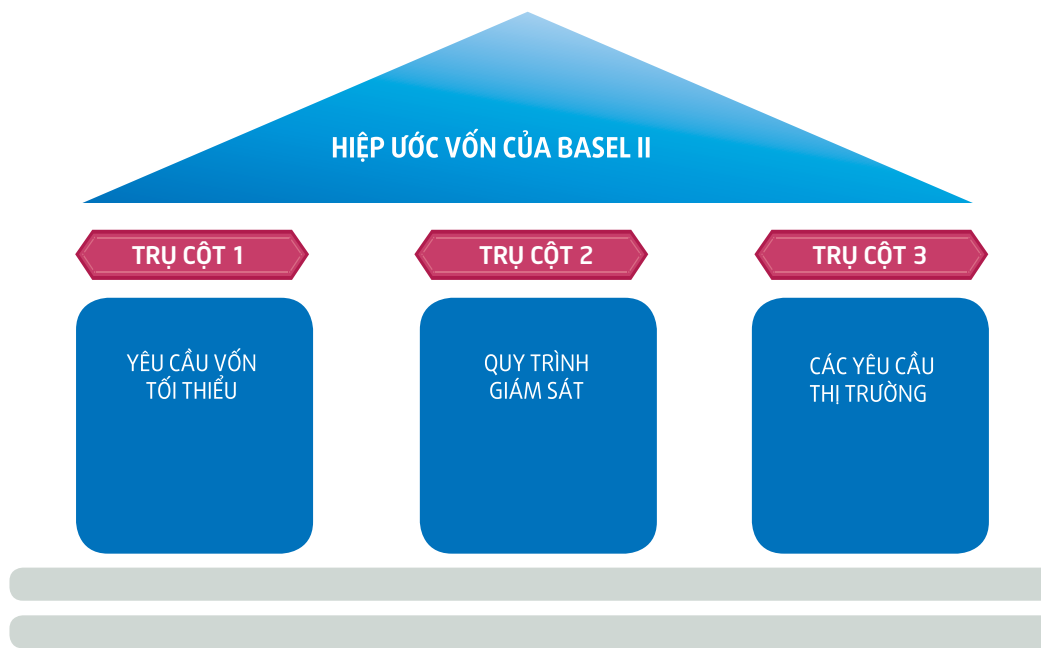 HIỆP ƯỚC VỐN CỦA BASEL II
TRỤ CỘT 1
TRỤ CỘT 2
TRỤ CỘT 3
YÊU CẦU VỐN
TỐI THIỂU
QUY TRÌNH
GIÁM SÁT
CÁC YÊU CẦU
THỊ TRƯỜNG